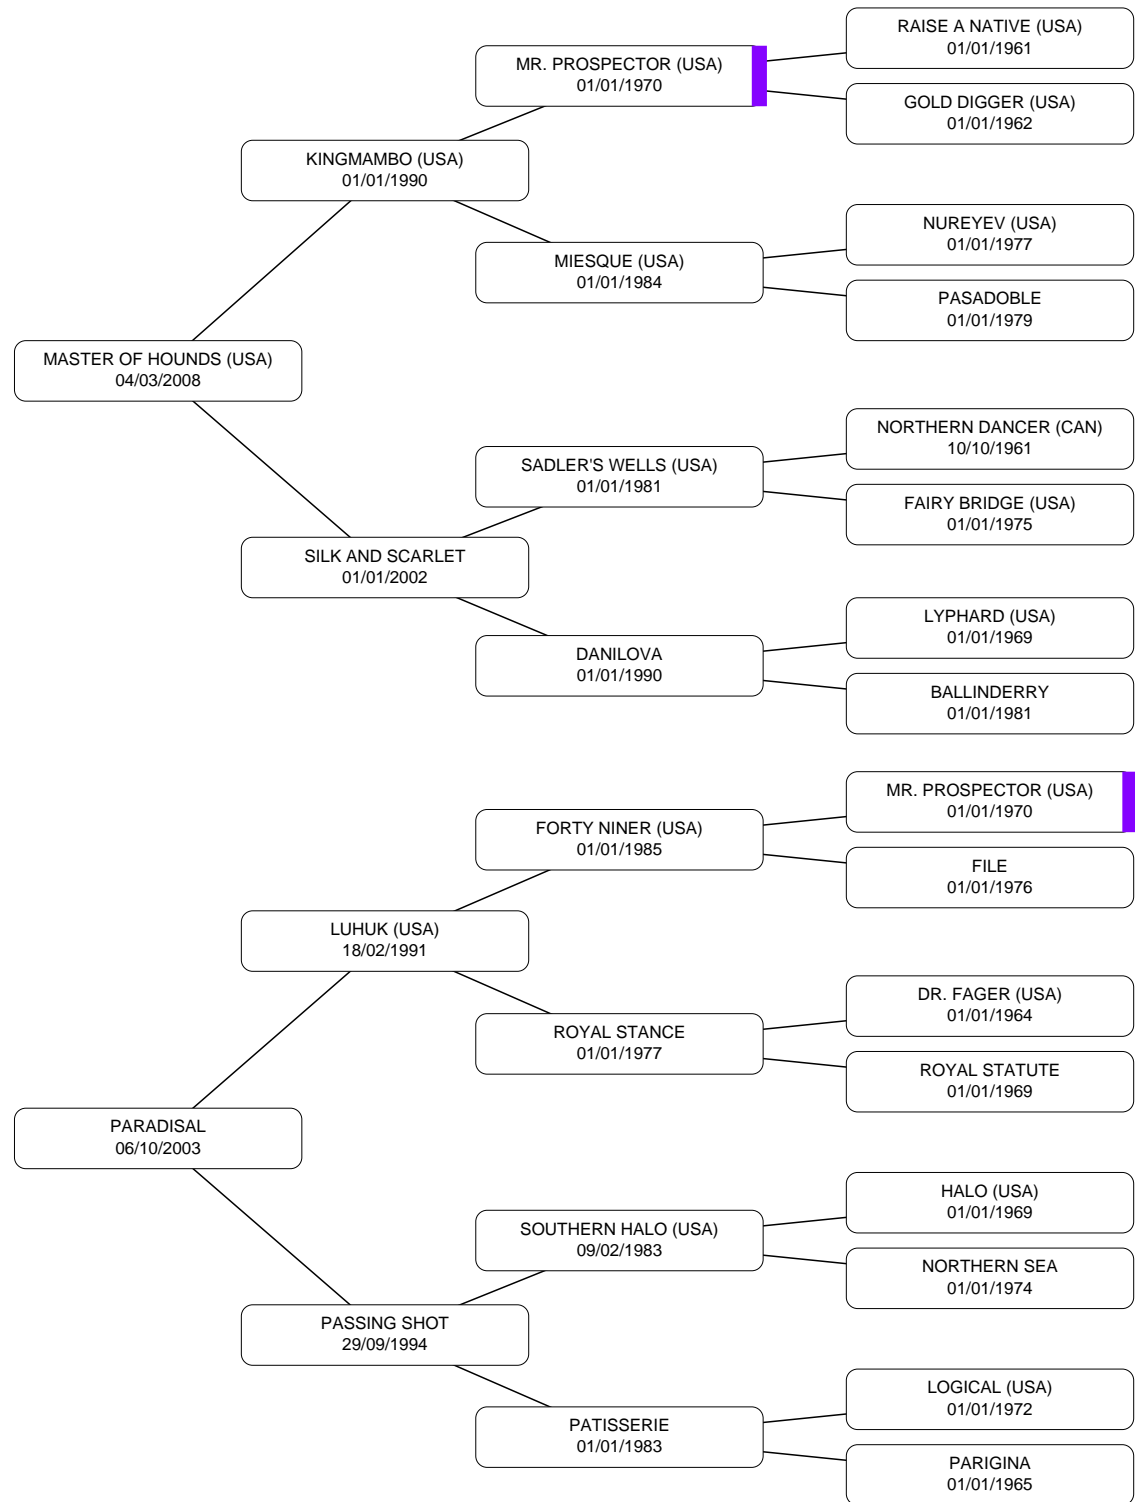 RAISE A NATIVE (USA)
01/01/1961
MR. PROSPECTOR (USA)
01/01/1970
GOLD DIGGER (USA)
01/01/1962
KINGMAMBO (USA)
01/01/1990
NUREYEV (USA)
01/01/1977
MIESQUE (USA)
01/01/1984
PASADOBLE
01/01/1979
MASTER OF HOUNDS (USA)
04/03/2008
NORTHERN DANCER (CAN)
10/10/1961
SADLER'S WELLS (USA)
01/01/1981
FAIRY BRIDGE (USA)
01/01/1975
SILK AND SCARLET
01/01/2002
LYPHARD (USA)
01/01/1969
DANILOVA
01/01/1990
BALLINDERRY
01/01/1981
MR. PROSPECTOR (USA)
01/01/1970
FORTY NINER (USA)
01/01/1985
FILE
01/01/1976
LUHUK (USA)
18/02/1991
DR. FAGER (USA)
01/01/1964
ROYAL STANCE
01/01/1977
ROYAL STATUTE
01/01/1969
PARADISAL
06/10/2003
HALO (USA)
01/01/1969
SOUTHERN HALO (USA)
09/02/1983
NORTHERN SEA
01/01/1974
PASSING SHOT
29/09/1994
LOGICAL (USA)
01/01/1972
PATISSERIE
01/01/1983
PARIGINA
01/01/1965